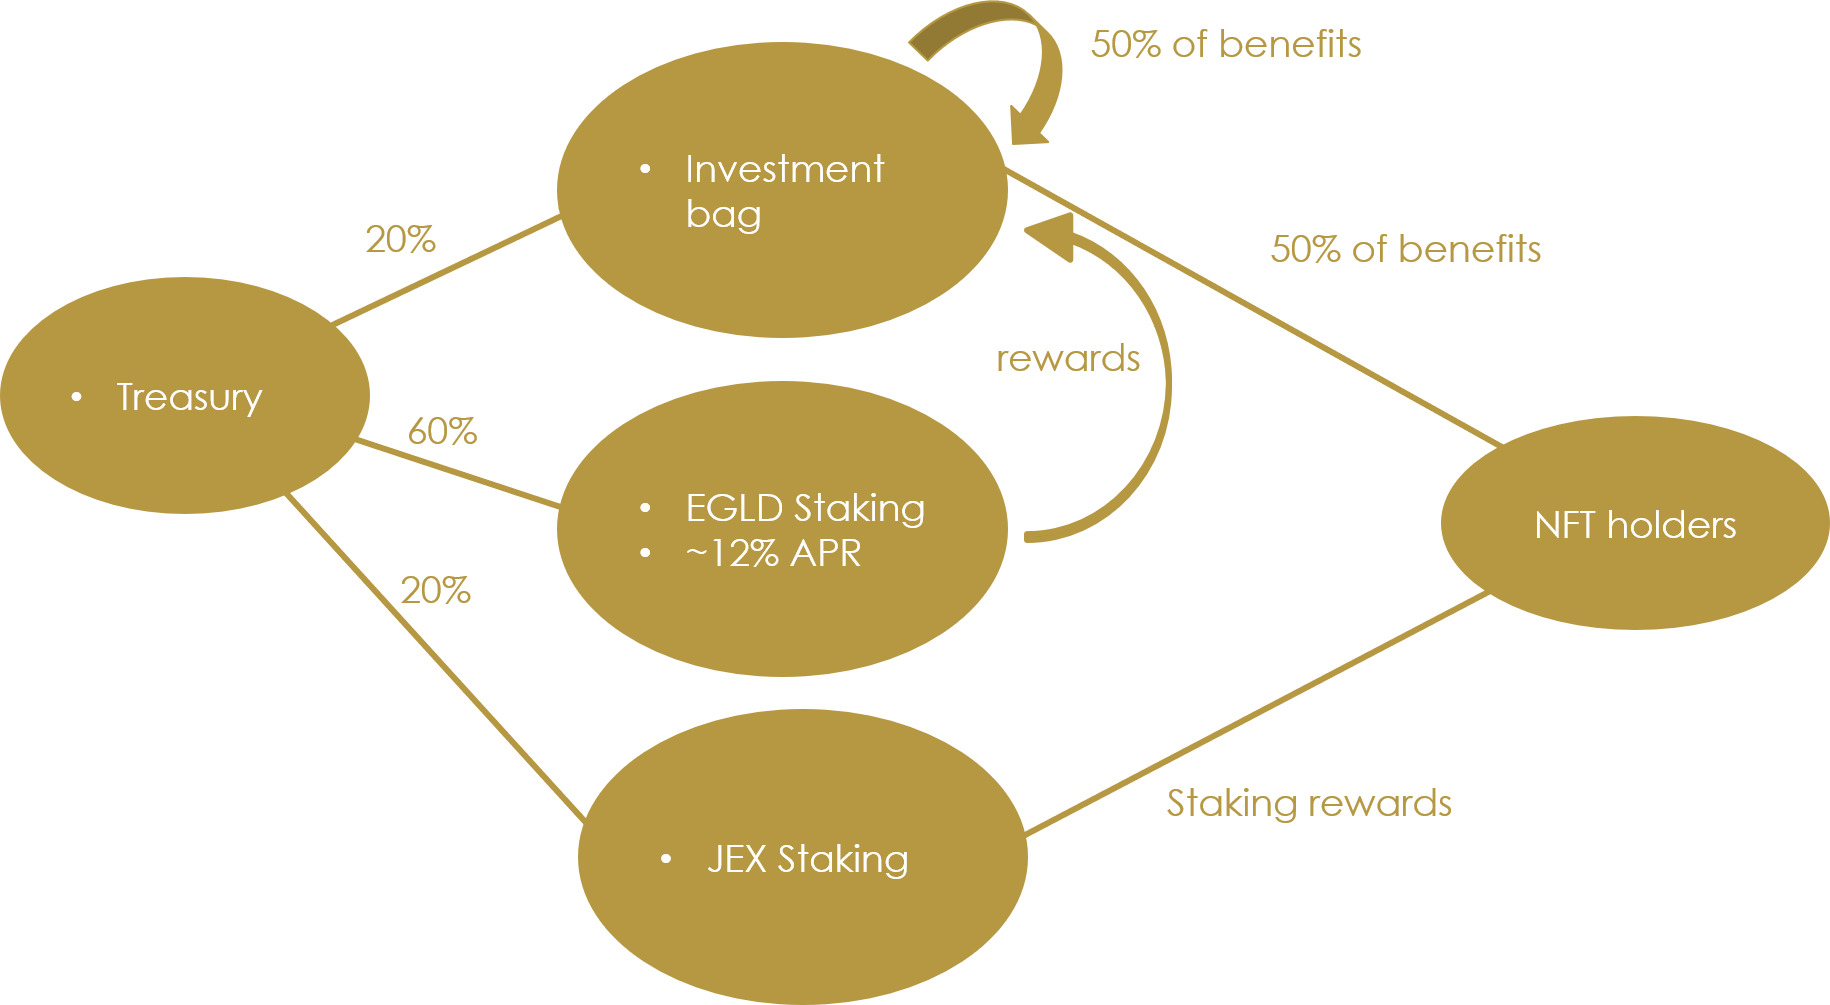 50% of benefits
• Investment
bag
20%
50% of benefits
rewards
• Treasury
60%
• EGLD Staking
• ~12% APR
NFT holders
20%
Staking rewards
• JEX Staking